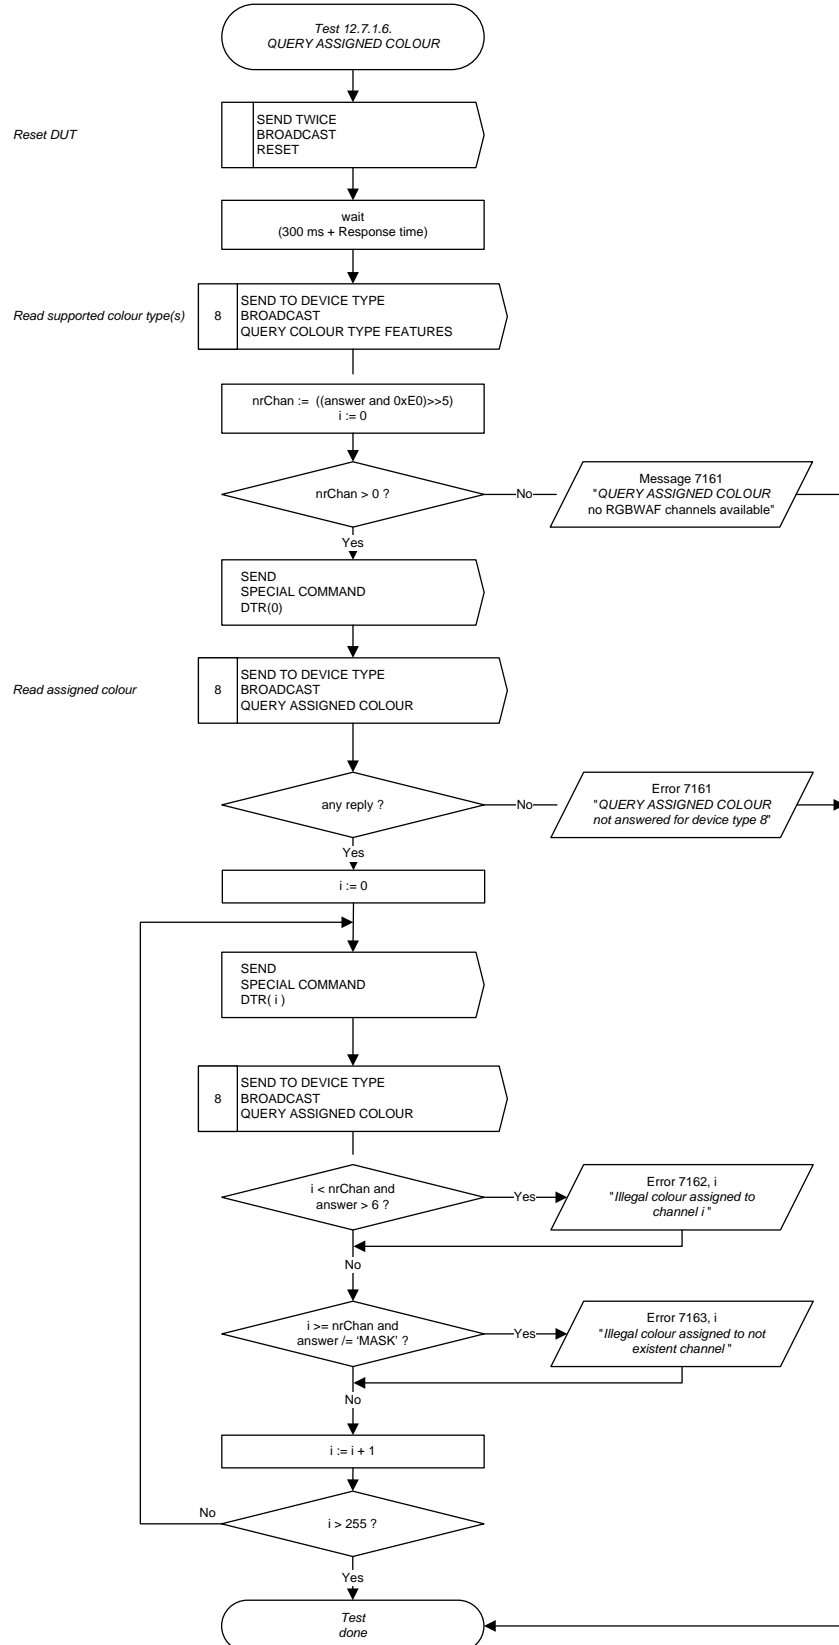 Test 12.7.1.6.
QUERY ASSIGNED COLOUR
Reset DUT
SEND TWICE
BROADCAST
RESET
wait
(300 ms + Response time)
Read supported colour type(s)
8
SEND TO DEVICE TYPE
BROADCAST
QUERY COLOUR TYPE FEATURES
nrChan := ((answer and 0xE0)>>5)
i := 0
nrChan > 0 ?
No
Message 7161
"QUERY ASSIGNED COLOUR
no RGBWAF channels available"
Yes
SEND
SPECIAL COMMAND
DTR(0)
Read assigned colour
8
SEND TO DEVICE TYPE
BROADCAST
QUERY ASSIGNED COLOUR
any reply ?
No
Error 7161
"QUERY ASSIGNED COLOUR
not answered for device type 8"
Yes
i := 0
SEND
SPECIAL COMMAND
DTR( i )
8
SEND TO DEVICE TYPE
BROADCAST
QUERY ASSIGNED COLOUR
i < nrChan and
answer > 6 ?
Yes
Error 7162, i
"Illegal colour assigned to
channel i "
No
i >= nrChan and
answer /= ‘MASK’ ?
Yes
Error 7163, i
"Illegal colour assigned to not
existent channel "
No
i := i + 1
No
i > 255 ?
Yes
Test
done